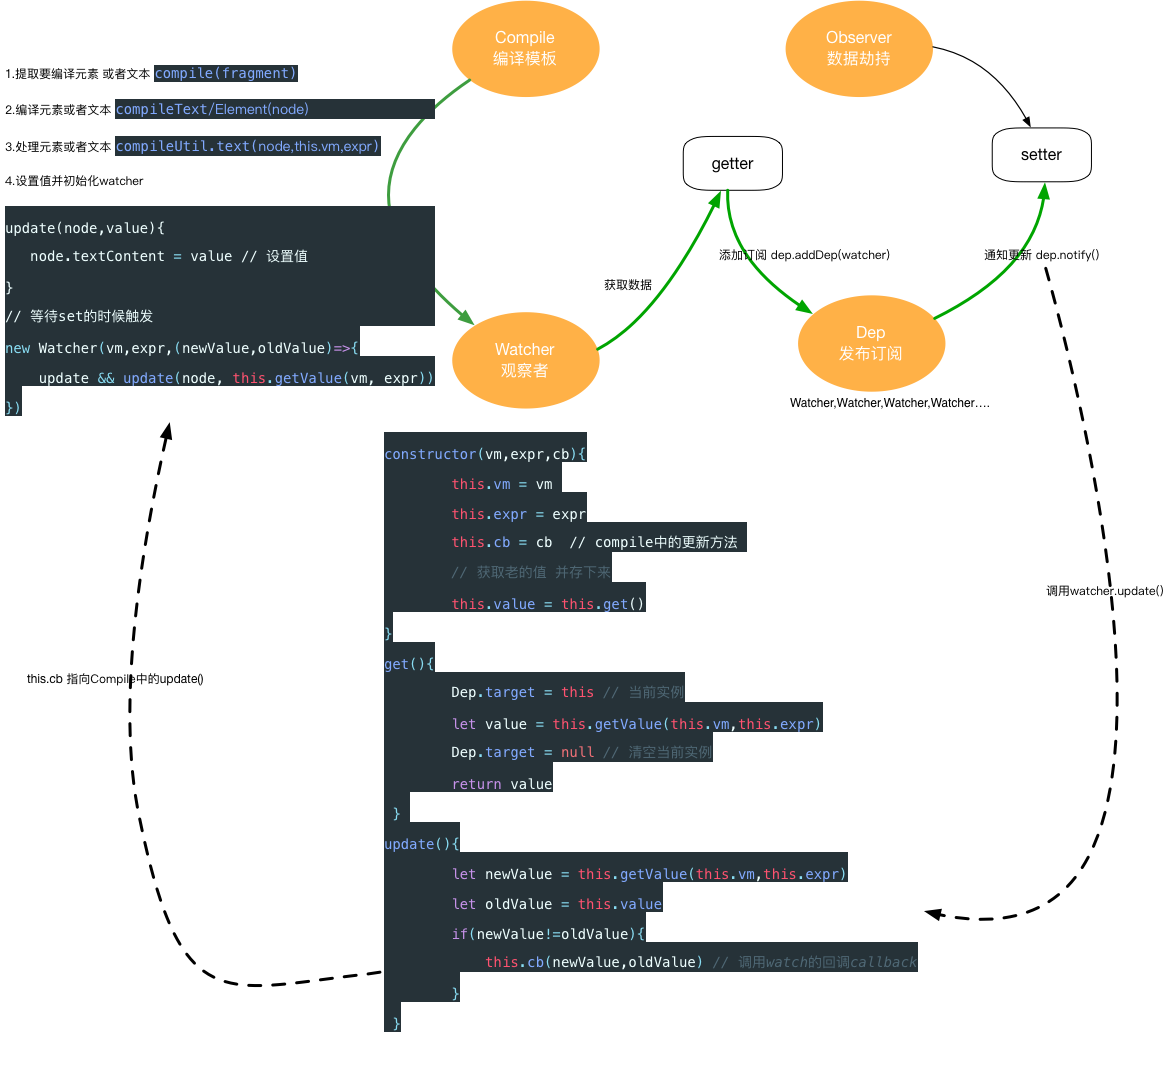 Compile
编译模板
Observer
数据劫持
1.提取要编译元素 或者文本 compile(fragment)
2.编译元素或者文本 compileText/Element(node)
3.处理元素或者文本 compileUtil.text(node,this.vm,expr)
4.设置值并初始化watcher
getter
setter
update(node,value){
node.textContent = value // 设置值
}
// 等待set的时候触发
new Watcher(vm,expr,(newValue,oldValue)=>{
update && update(node, this.getValue(vm, expr))
})
获取数据
添加订阅 dep.addDep(watcher)
通知更新 dep.notify()
Watcher
观察者
Dep
发布订阅
Watcher,Watcher,Watcher,Watcher....
constructor(vm,expr,cb){
this.vm = vm
this.expr = expr
this.cb = cb // compile中的更新方法
// 获取老的值 并存下来
this.value = this.get()
}
get(){
Dep.target = this // 当前实例
let value = this.getValue(this.vm,this.expr)
Dep.target = null // 清空当前实例
return value
}
update(){
let newValue = this.getValue(this.vm,this.expr)
let oldValue = this.value
if(newValue!=oldValue){
this.cb(newValue,oldValue) // 调用watch的回调callback
}
}
调用watcher.update()
this.cb 指向Compile中的update()